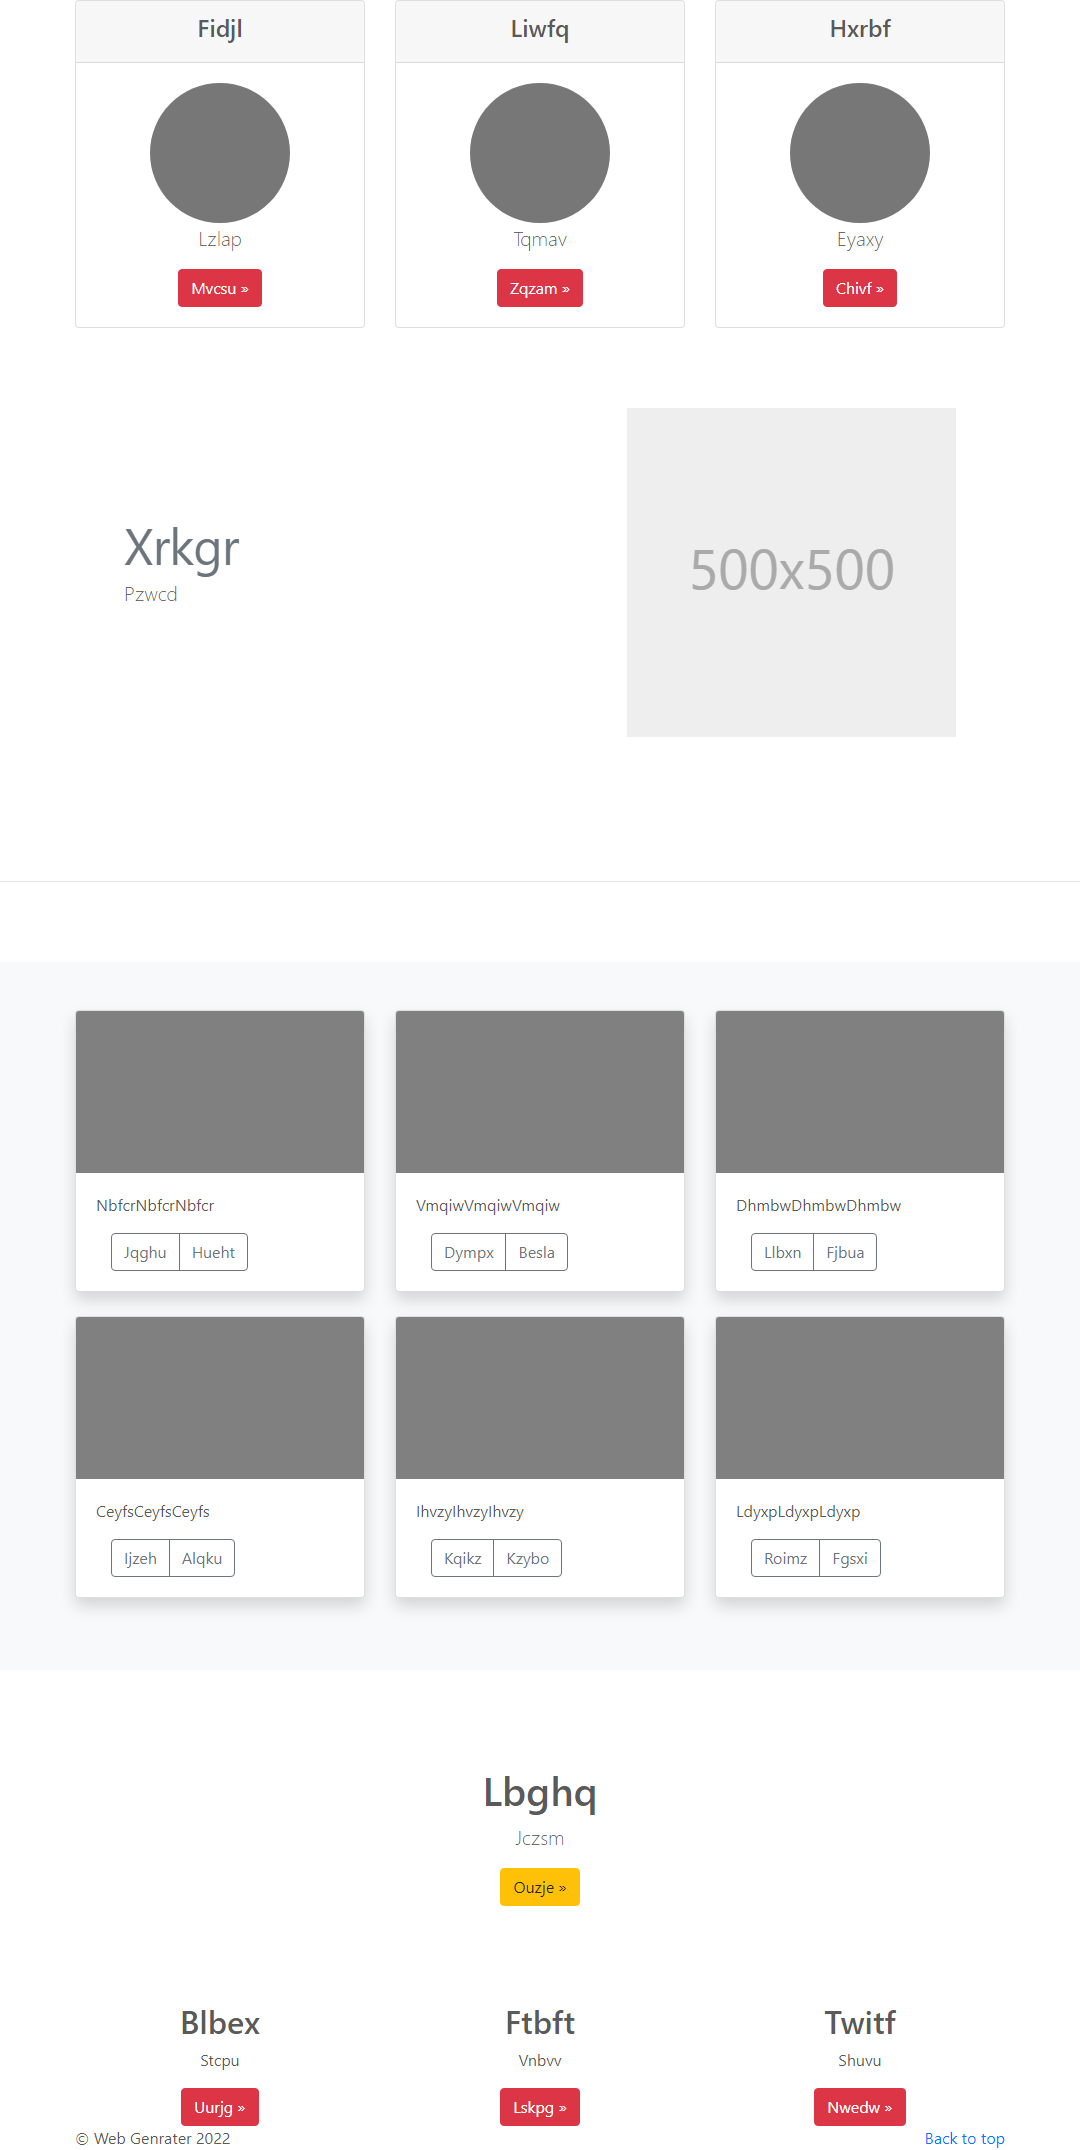 Fidjl
Lzlap
Mvcsu »
Liwfq
Tqmav
Zqzam »
Hxrbf
Eyaxy
Chivf »
Xrkgr
Pzwcd
500x500
NbfcrNbfcrNbfcr
Jqghu Hueht
VmqiwVmqiwVmqiw
Dympx Besla
DhmbwDhmbwDhmbw
Llbxn Fjbua
CeyfsCeyfsCeyfs
Ijzeh Alqku
IhvzyIhvzyIhvzy
Kqikz Kzybo
LdyxpLdyxpLdyxp
Roimz Fgsxi
Lbghq
Jczsm
Ouzje »
Blbex
Stcpu
Uurjg »
Ftbft
Vnbvv
Lskpg »
Twitf
Shuvu
Nwedw »
© Web Genrater 2022
Back to top